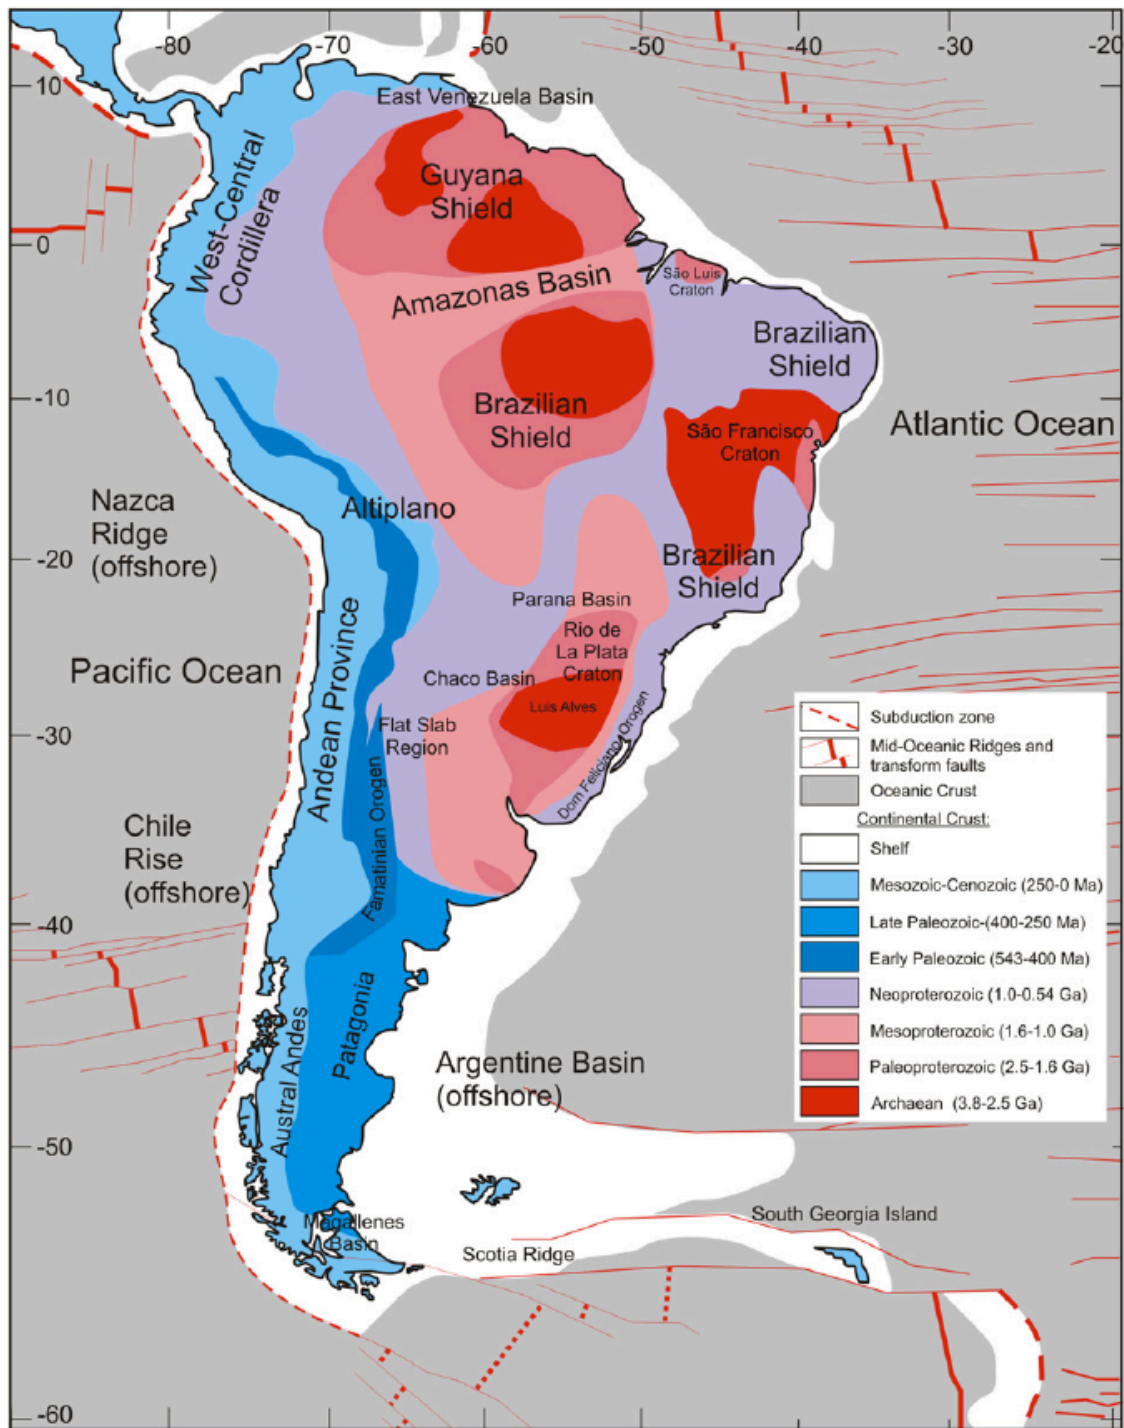 -80 -70 -60 -50 -40 -30 -20
10
0
-10
-20
-30
-40
-50
-60
East Venezuela Basin
Guyana
Shield
West-Central
Cordillera
Amazonas Basin
São Luis
Craton
Brazilian
Shield
Brazilian
Shield
São Francisco
Craton
Atlantic Ocean
Nazca
Ridge
(offshore)
Altiplano
Brazilian
Shield
Parana Basin
Rio de
La Plata
Craton
Pacific Ocean
Chaco Basin
Luis Alves
Andean Province
Flat Slab
Region
Dom Feliciano Orogen
Famatinian Orogen
Chile
Rise
(offshore)
Patagonia
Austral Andes
Argentine Basin
(offshore)
Magallenes
Basin
Scotia Ridge
South Georgia Island
Subduction zone
Mid-Oceanic Ridges and
transform faults
Oceanic Crust
Continental Crust:
Shelf
Mesozoic-Cenozoic (250-0 Ma)
Late Paleozoic-(400-250 Ma)
Early Paleozoic (543-400 Ma)
Neoproterozoic (1.0-0.54 Ga)
Mesoproterozoic (1.6-1.0 Ga)
Paleoproterozoic (2.5-1.6 Ga)
Archaean (3.8-2.5 Ga)